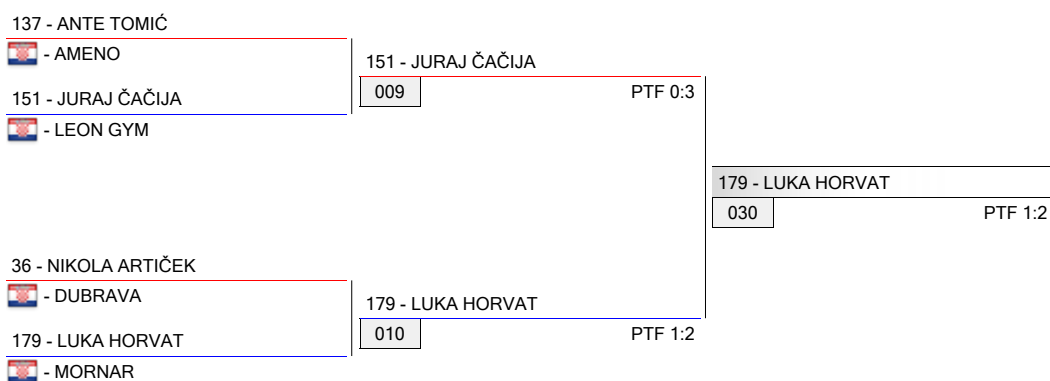 137 - ANTE TOMIĆ
- AMENO
151 - JURAJ ČAČIJA
009 PTF 0:3
151 - JURAJ ČAČIJA
- LEON GYM
179 - LUKA HORVAT
030 PTF 1:2
36 - NIKOLA ARTIČEK
- DUBRAVA
179 - LUKA HORVAT
010 PTF 1:2
179 - LUKA HORVAT
- MORNAR